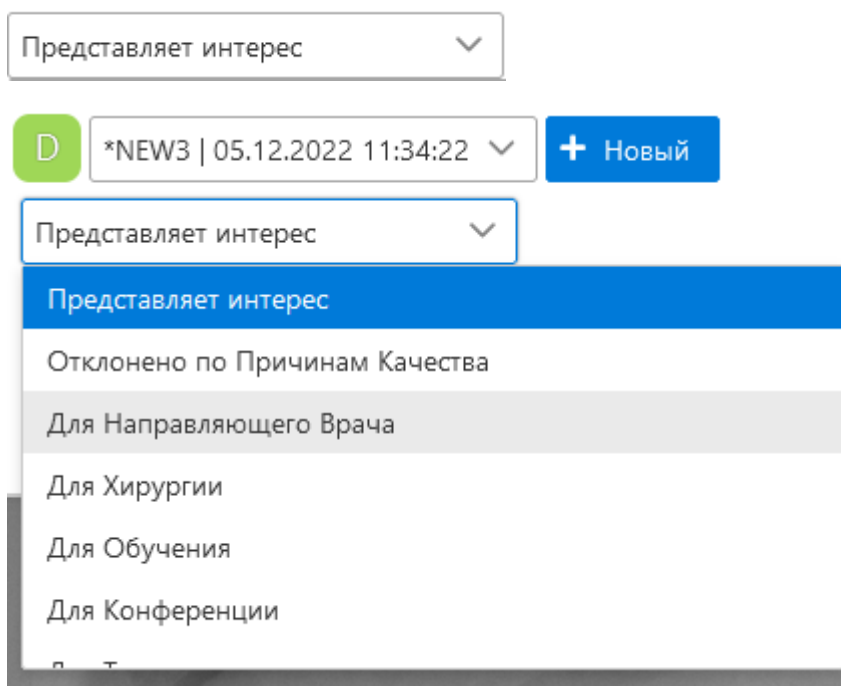 Представляет интерес
D *NEW3 | 05.12.2022 11:34:22 + Новый
Представляет интерес
Представляет интерес
Отклонено по Причинам Качества
Для Направляющего Врача
Для Хирургии
Для Обучения
Для Конференции